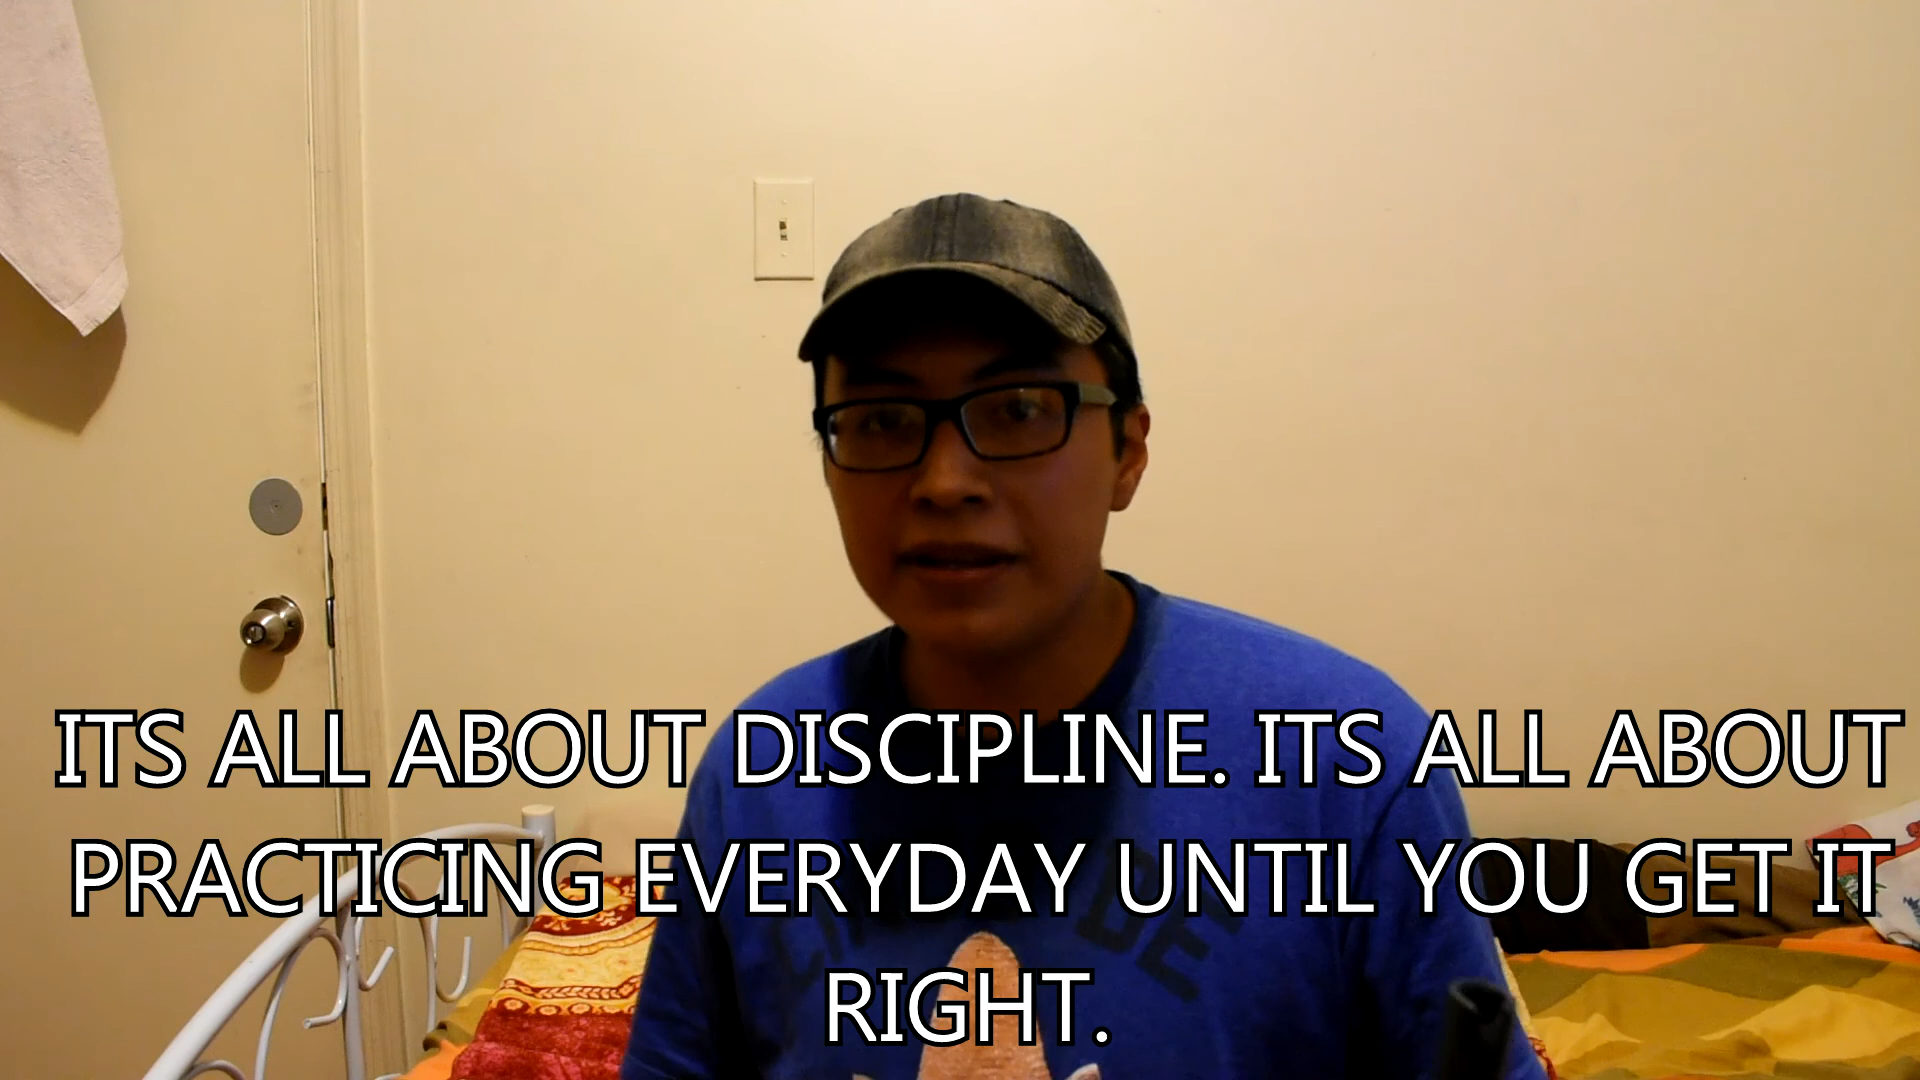 ITS ALL ABOUT DISCIPLINE. ITS ALL ABOUT
PRACTICING EVERYDAY UNTIL YOU GET IT
RIGHT.